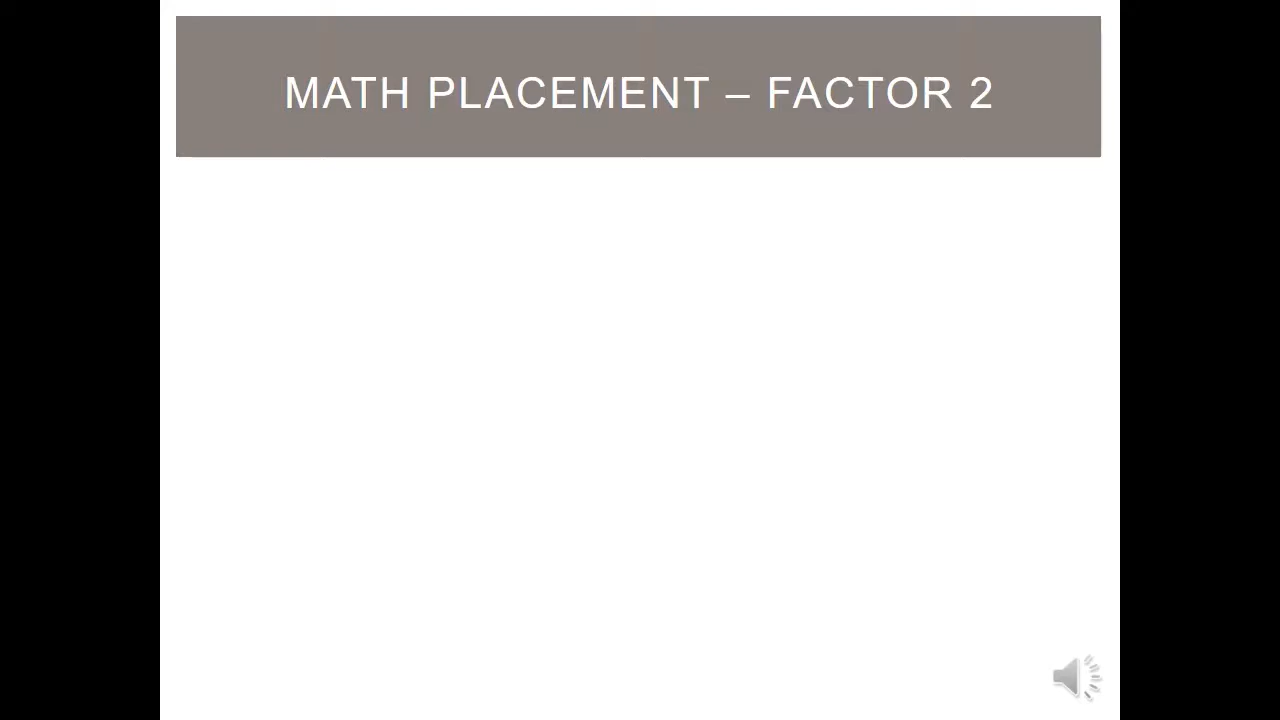 MATH PLACEMENT – FACTOR 2